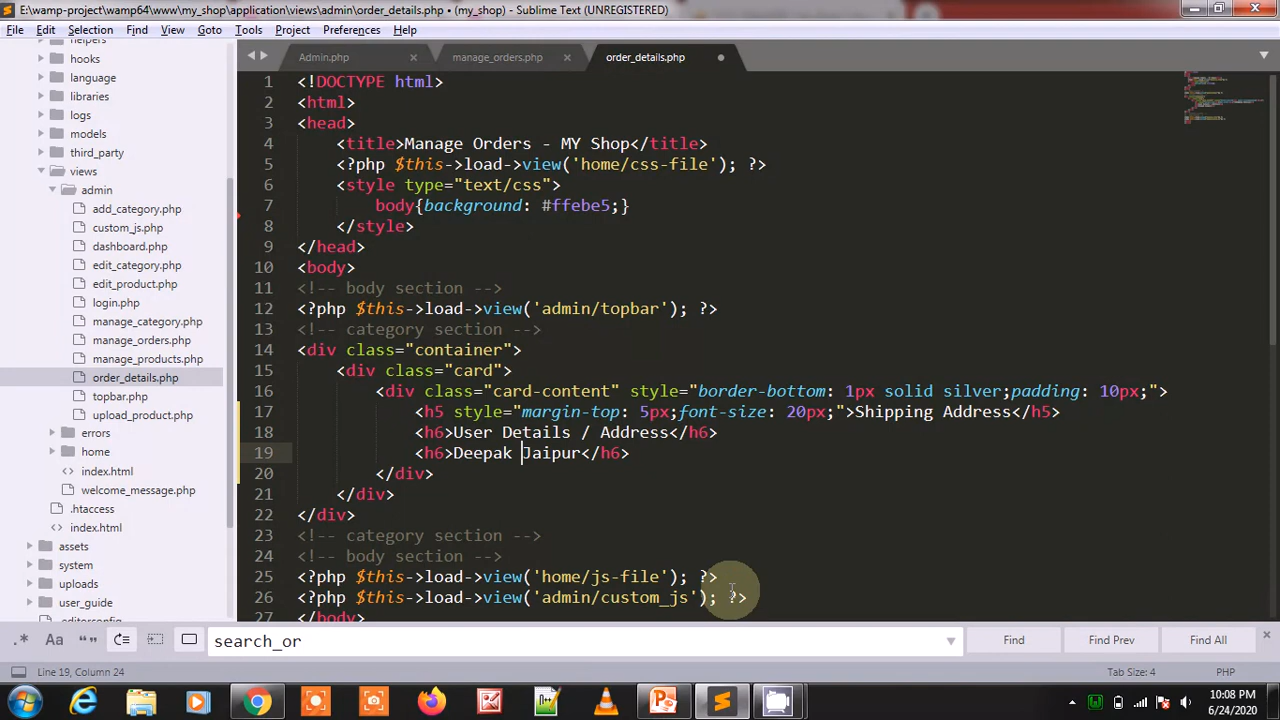 E:\wamp-project\wamp64\www\my_shop\application\views\admin\order_details.php • (my_shop) - Sublime Text (UNREGISTERED)
File Edit Selection Find View Goto Tools Project Preferences Help
helpers
hooks
language
libraries
logs
models
third_party
views
admin
add_category.php
custom_js.php
dashboard.php
edit_category.php
edit_product.php
login.php
manage_category.php
manage_orders.php
manage_products.php
order_details.php
topbar.php
upload_product.php
errors
home
index.html
welcome_message.php
.htaccess
index.html
assets
system
uploads
user_guide
.editorconfig
Admin.php × manage_orders.php × order_details.php •
1 <!DOCTYPE html>
2 <html>
3 <head>
4 <title>Manage Orders - MY Shop</title>
5 <?php $this->load->view('home/css-file'); ?>
6 <style type="text/css">
7 body{background: #ffebe5;}
8 </style>
9 </head>
10 <body>
11 <!-- body section -->
12 <?php $this->load->view('admin/topbar'); ?>
13 <!-- category section -->
14 <div class="container">
15 <div class="card">
16 <div class="card-content" style="border-bottom: 1px solid silver;padding: 10px;">
17 <h5 style="margin-top: 5px;font-size: 20px;">Shipping Address</h5>
18 <h6>User Details / Address</h6>
19 <h6>Deepak Jaipur</h6>
20 </div>
21 </div>
22 </div>
23 <!-- category section -->
24 <!-- body section -->
25 <?php $this->load->view('home/js-file'); ?>
26 <?php $this->load->view('admin/custom_js'); ?>
27 </body>
.* Aa “” search_or Find Find Prev Find All ×
Line 19, Column 24 Tab Size: 4 PHP
10:08 PM
6/24/2020